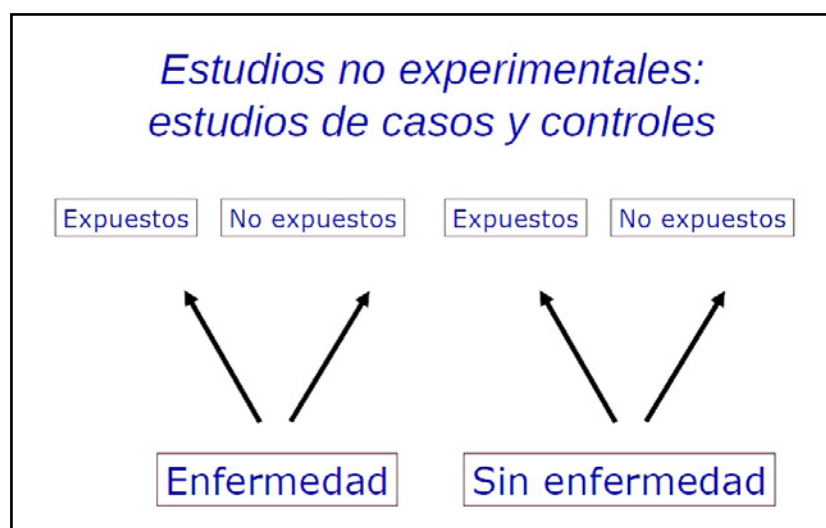 Estudios no experimentales:
estudios de casos y controles
Expuestos
No expuestos
Expuestos
No expuestos
Enfermedad
Sin enfermedad